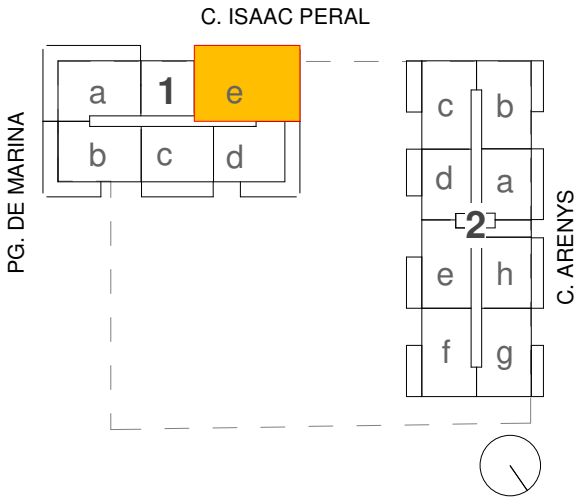 C. ISAAC PERAL
PG. DE MARINA
a 1 e
b c d
c b
d a
2
e h
f g
C. ARENYS